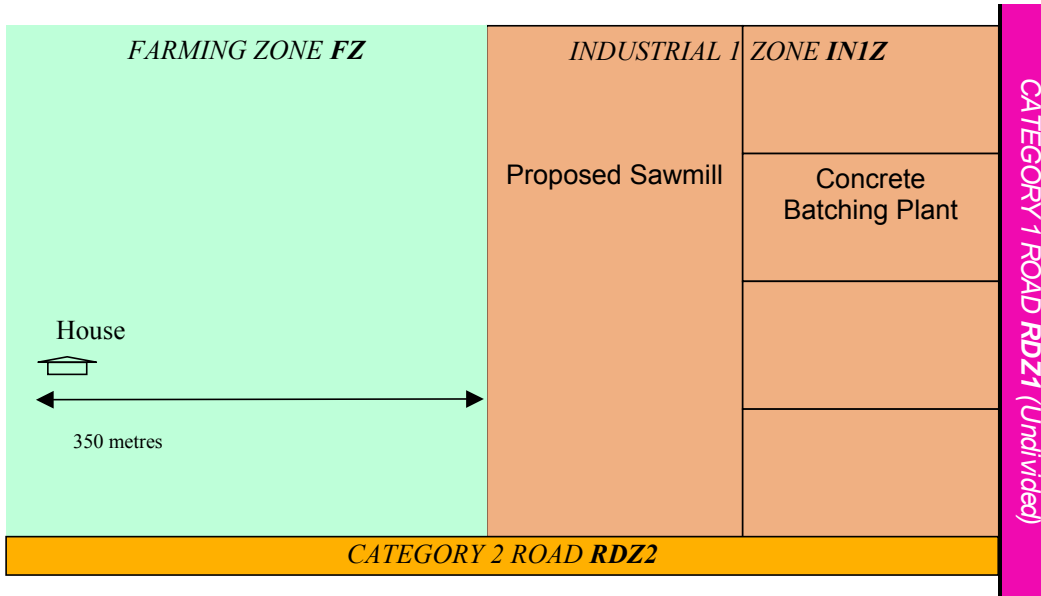 FARMING ZONE FZ
INDUSTRIAL 1 ZONE IN1Z
Proposed Sawmill
Concrete
Batching Plant
House
350 metres
CATEGORY 2 ROAD RDZ2
CATEGORY 1 ROAD RDZ1 (Undivided)